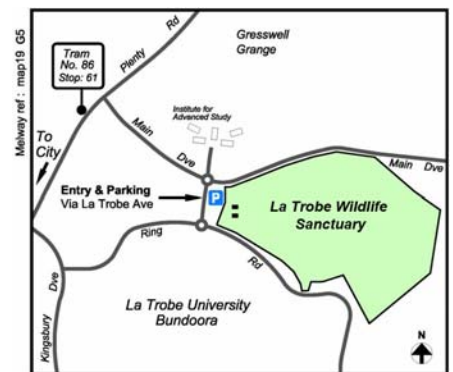 Melway ref : map19 G5
Tram
No. 86
Stop: 61
Plenty
Rd
Gresswell
Grange
Institute for
Advanced Study
To
City
Main
Dve
Main
Dve
Entry & Parking
Via La Trobe Ave
P
La Trobe Wildlife
Sanctuary
Ring
Rd
La Trobe University
Bundoora
Kingsbury
Dve
N